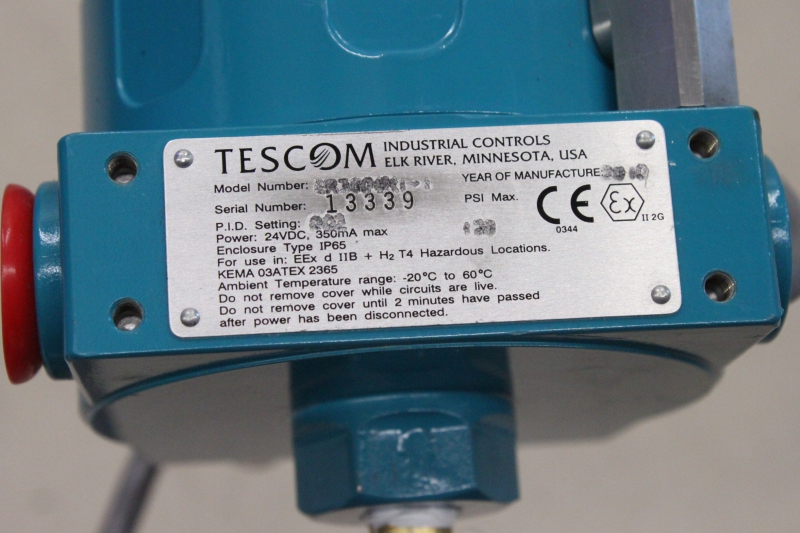 TESCOM
INDUSTRIAL CONTROLS
ELK RIVER, MINNESOTA, USA
Model Number:
YEAR OF MANUFACTURE
Serial Number: 13339
PSI Max.
P.I.D. Setting:
Power: 24VDC, 350mA max
Enclosure Type IP65
For use in: EEx d IIB + H2 T4 Hazardous Locations.
KEMA 03ATEX 2365
Ambient Temperature range: -20°C to 60°C
Do not remove cover while circuits are live.
Do not remove cover until 2 minutes have passed
after power has been disconnected.
CE
0344
Ex
II 2G